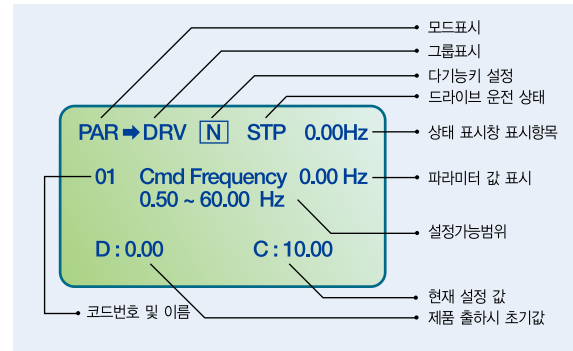 모드표시
그룹표시
다기능키 설정
드라이브 운전 상태
PAR ➡ DRV N STP 0.00Hz
상태 표시창 표시항목
01 Cmd Frequency 0.00 Hz
파라미터 값 표시
0.50 ~ 60.00 Hz
설정가능범위
D : 0.00 C : 10.00
현재 설정 값
코드번호 및 이름
제품 출하시 초기값